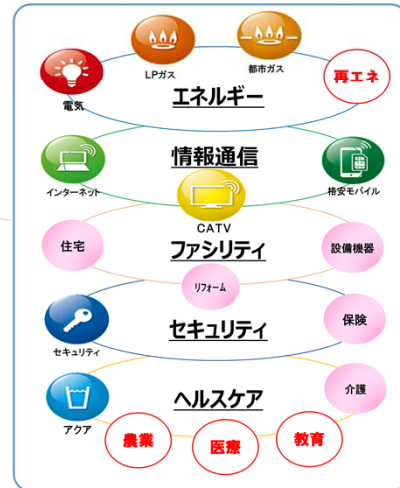 LPガス
都市ガス
電気
エネルギー
再エネ
情報通信
インターネット
格安モバイル
CATV
住宅
ファシリティ
設備機器
リフォーム
セキュリティ
保険
セキュリティ
ヘルスケア
介護
アクア
農業
医療
教育